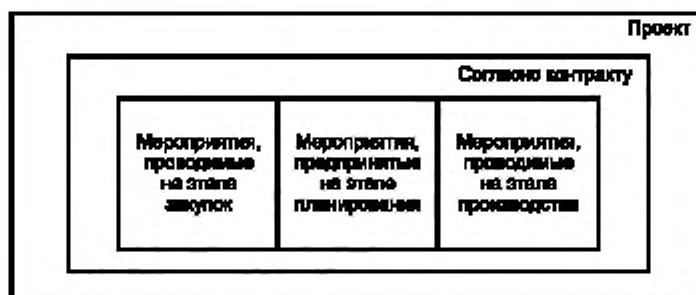 Проект
Согласно контракту
Мероприятия,
проводимые
на этапе
закупок
Мероприятия,
предпринятые
на этапе
планирования
Мероприятия,
проводимые
на этапе
производства